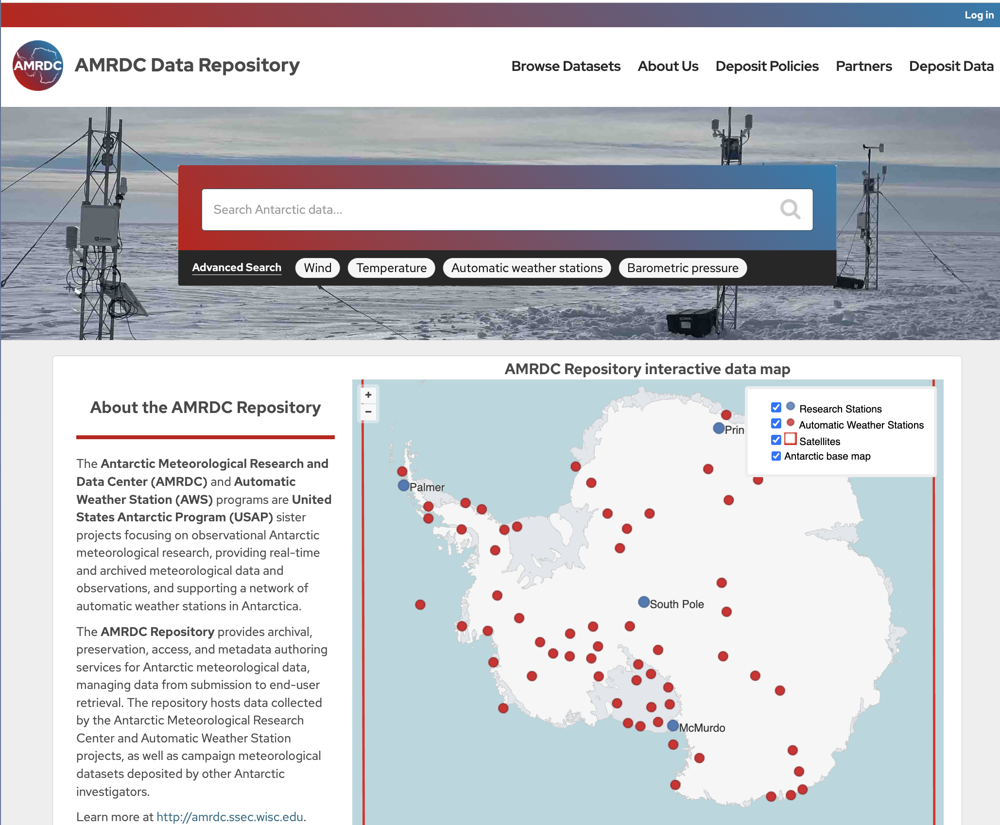 Log in
AMRDC
AMRDC Data Repository
Browse Datasets
About Us
Deposit Policies
Partners
Deposit Data
Search Antarctic data...
Advanced Search
Wind
Temperature
Automatic weather stations
Barometric pressure
About the AMRDC Repository
The Antarctic Meteorological Research and
Data Center (AMRDC) and Automatic
Weather Station (AWS) programs are United
States Antarctic Program (USAP) sister
projects focusing on observational Antarctic
meteorological research, providing real-time
and archived meteorological data and
observations, and supporting a network of
automatic weather stations in Antarctica.
The AMRDC Repository provides archival,
preservation, access, and metadata authoring
services for Antarctic meteorological data,
managing data from submission to end-user
retrieval. The repository hosts data collected
by the Antarctic Meteorological Research
Center and Automatic Weather Station
projects, as well as campaign meteorological
datasets deposited by other Antarctic
investigators.
Learn more at http://amrdc.ssec.wisc.edu.
AMRDC Repository interactive data map
+
−
Research Stations
Automatic Weather Stations
Satellites
Antarctic base map
Prin
Palmer
South Pole
McMurdo